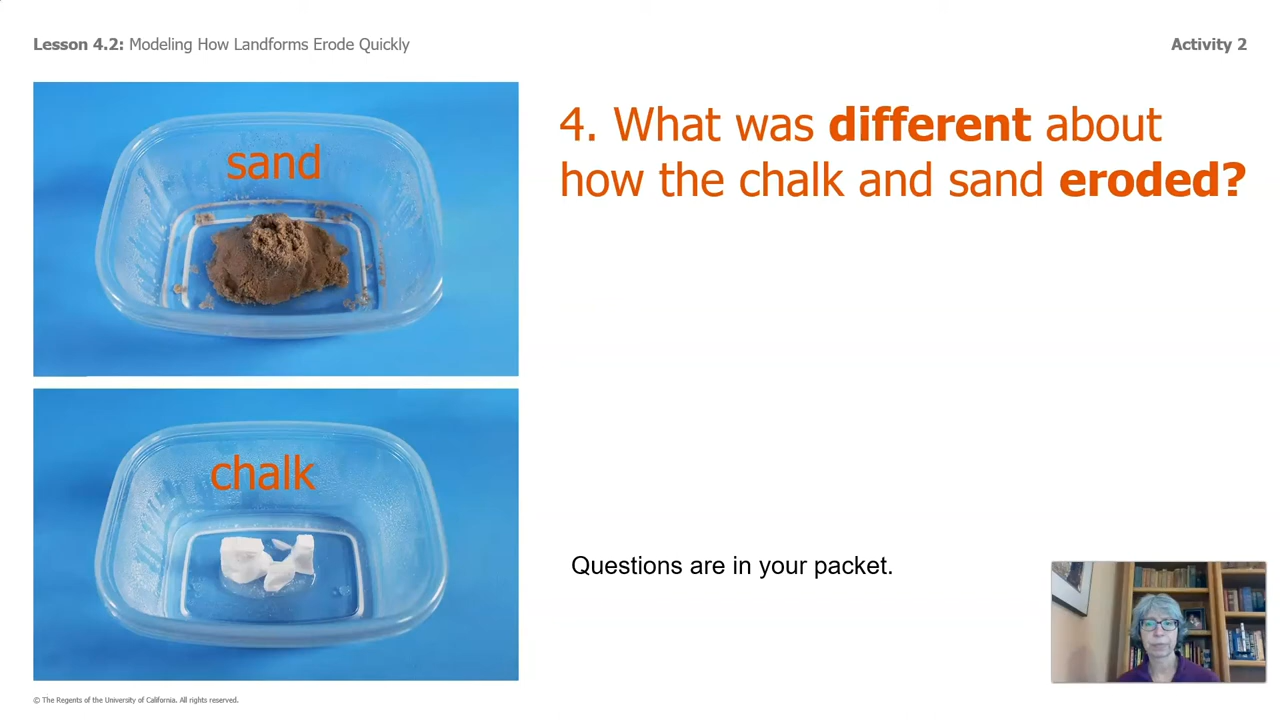 Lesson 4.2: Modeling How Landforms Erode Quickly
Activity 2
sand
4. What was different about
how the chalk and sand eroded?
chalk
Questions are in your packet.
© The Regents of the University of California. All rights reserved.